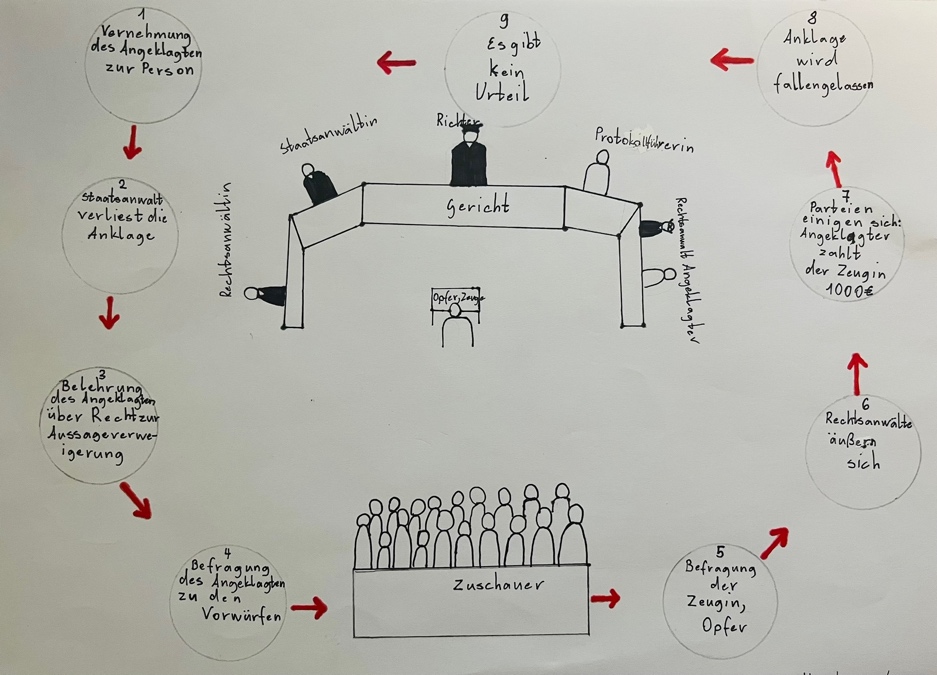 1
Vernehmung
des Angeklagten
zur Person
2
Staatsanwalt
verliest die
Anklage
3
Belehrung
des Angeklagten
über Recht zur
Aussageverwe-
igerung
4
Befragung
des Angeklagten
zu den
Vorwürfen
5
Befragung
der
Zeugin,
Opfer
6
Rechtsanwälte
äußern
sich
7
Parteien
einigen sich:
Angeklagter
zahlt
der Zeugin
1000€
8
Anklage
wird
fallengelassen
9
Es gibt
kein
Urteil
Staatsanwältin
Richter
Protokollführerin
Rechtsanwältin
Gericht
Rechtsanwalt Angeklagter
Opfer, Zeuge
Zuschauer